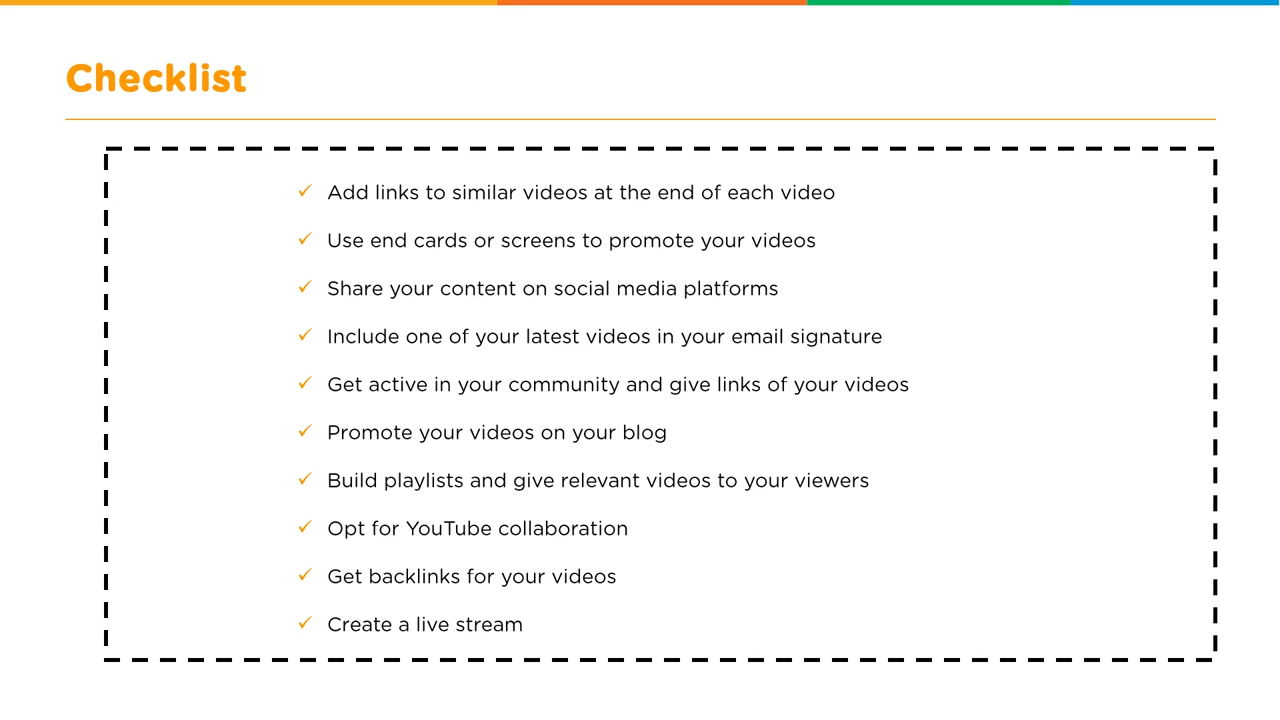 Checklist
✓ Add links to similar videos at the end of each video
✓ Use end cards or screens to promote your videos
✓ Share your content on social media platforms
✓ Include one of your latest videos in your email signature
✓ Get active in your community and give links of your videos
✓ Promote your videos on your blog
✓ Build playlists and give relevant videos to your viewers
✓ Opt for YouTube collaboration
✓ Get backlinks for your videos
✓ Create a live stream